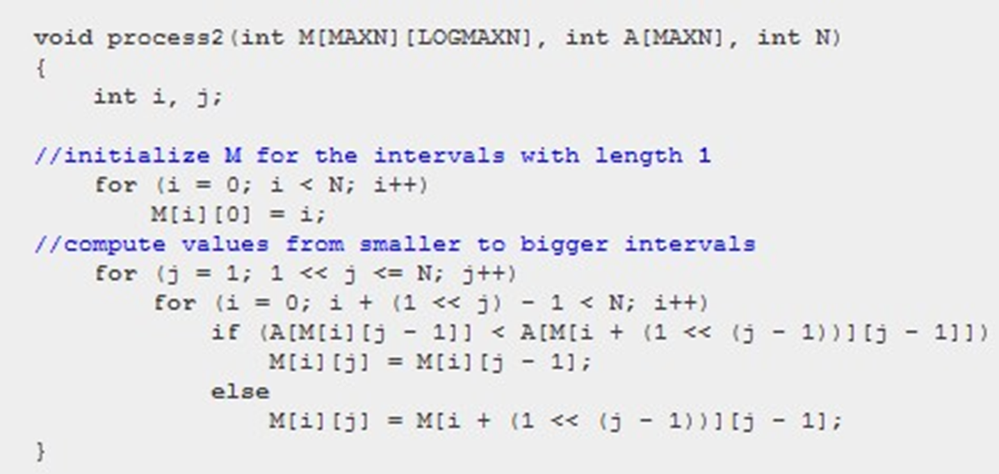 void process2(int M[MAXN][LOGMAXN], int A[MAXN], int N)
{
    int i, j;

//initialize M for the intervals with length 1
    for (i = 0; i < N; i++)
        M[i][0] = i;
//compute values from smaller to bigger intervals
    for (j = 1; 1 << j <= N; j++)
        for (i = 0; i + (1 << j) - 1 < N; i++)
            if (A[M[i][j - 1]] < A[M[i + (1 << (j - 1))][j - 1]])
                M[i][j] = M[i][j - 1];
            else
                M[i][j] = M[i + (1 << (j - 1))][j - 1];
}